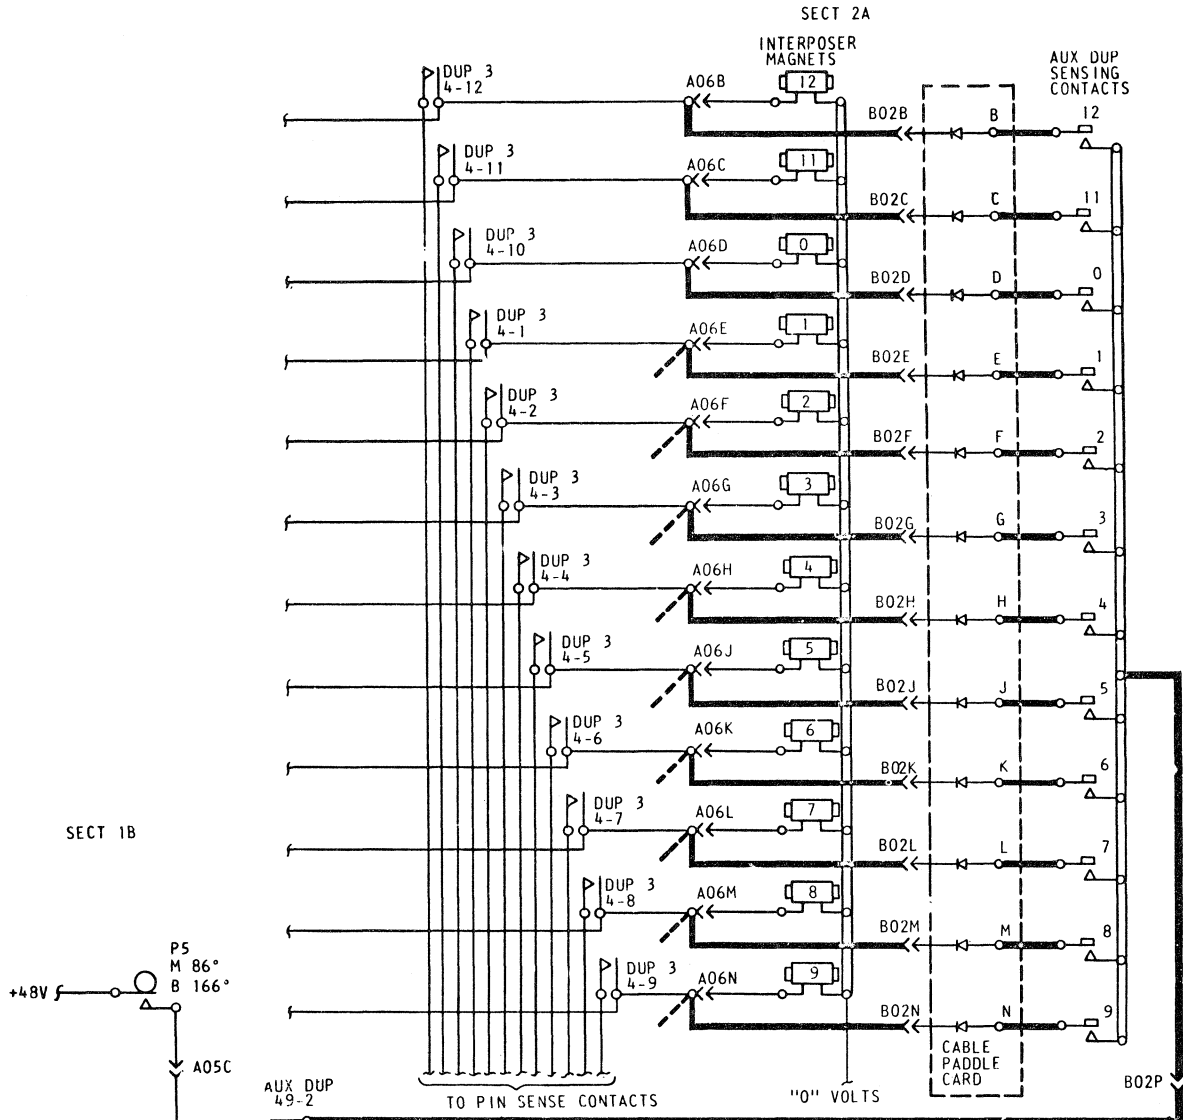 SECT 2A
INTERPOSER
MAGNETS
AUX DUP
SENSING
CONTACTS
DUP 3
4-12
A06B
12
B02B
B
12
DUP 3
4-11
A06C
11
B02C
C
11
DUP 3
4-10
A06D
0
B02D
D
0
DUP 3
4-1
A06E
1
B02E
E
1
DUP 3
4-2
A06F
2
B02F
F
2
DUP 3
4-3
A06G
3
B02G
G
3
DUP 3
4-4
A06H
4
B02H
H
4
DUP 3
4-5
A06J
5
B02J
J
5
DUP 3
4-6
A06K
6
B02K
K
6
DUP 3
4-7
A06L
7
B02L
L
7
SECT 1B
DUP 3
4-8
A06M
8
B02M
M
8
P5
M 86°
B 166°
+48V
DUP 3
4-9
A06N
9
B02N
N
9
A05C
CABLE
PADDLE
CARD
B02P
AUX DUP
49-2
TO PIN SENSE CONTACTS
"0" VOLTS